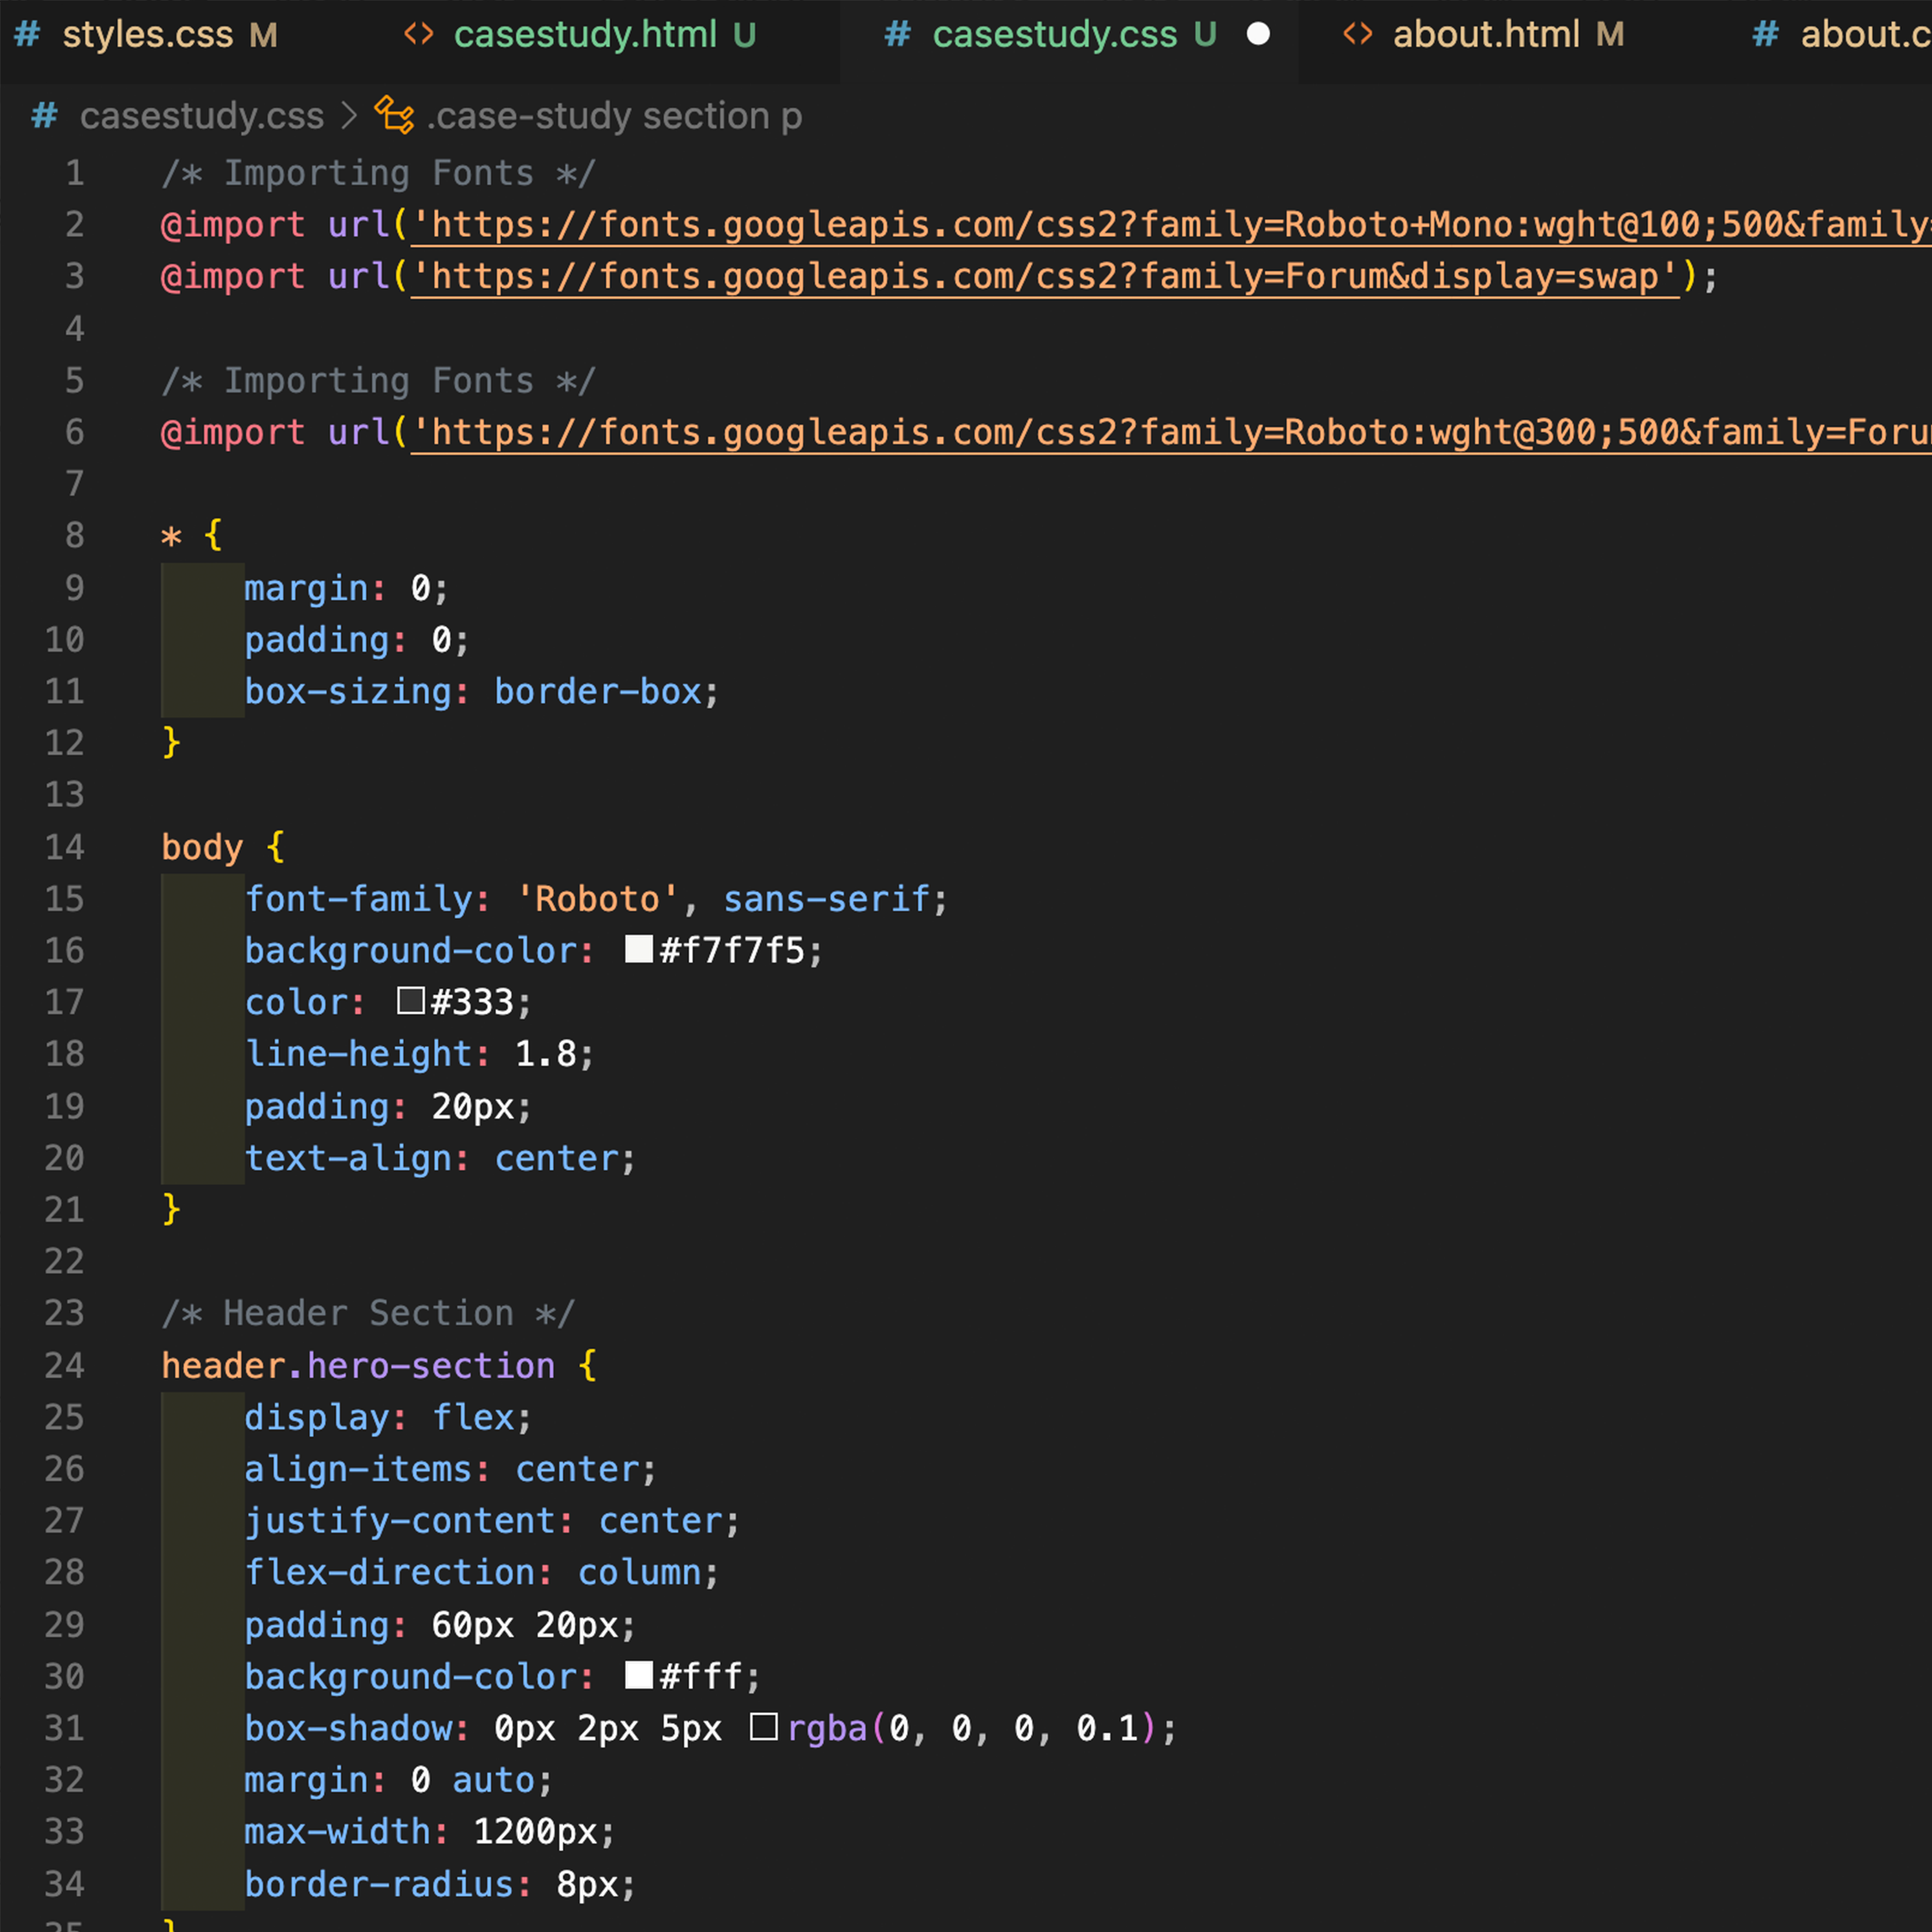 # styles.css M <> casestudy.html U # casestudy.css U ● <> about.html M # about.c
# casestudy.css > .case-study section p
1 /* Importing Fonts */
2 @import url('https://fonts.googleapis.com/css2?family=Roboto+Mono:wght@100;500&family=
3 @import url('https://fonts.googleapis.com/css2?family=Forum&display=swap');
4
5 /* Importing Fonts */
6 @import url('https://fonts.googleapis.com/css2?family=Roboto:wght@300;500&family=Foru
7
8 * {
9 margin: 0;
10 padding: 0;
11 box-sizing: border-box;
12 }
13
14 body {
15 font-family: 'Roboto', sans-serif;
16 background-color: #f7f7f5;
17 color: #333;
18 line-height: 1.8;
19 padding: 20px;
20 text-align: center;
21 }
22
23 /* Header Section */
24 header.hero-section {
25 display: flex;
26 align-items: center;
27 justify-content: center;
28 flex-direction: column;
29 padding: 60px 20px;
30 background-color: #fff;
31 box-shadow: 0px 2px 5px rgba(0, 0, 0, 0.1);
32 margin: 0 auto;
33 max-width: 1200px;
34 border-radius: 8px;
35 }